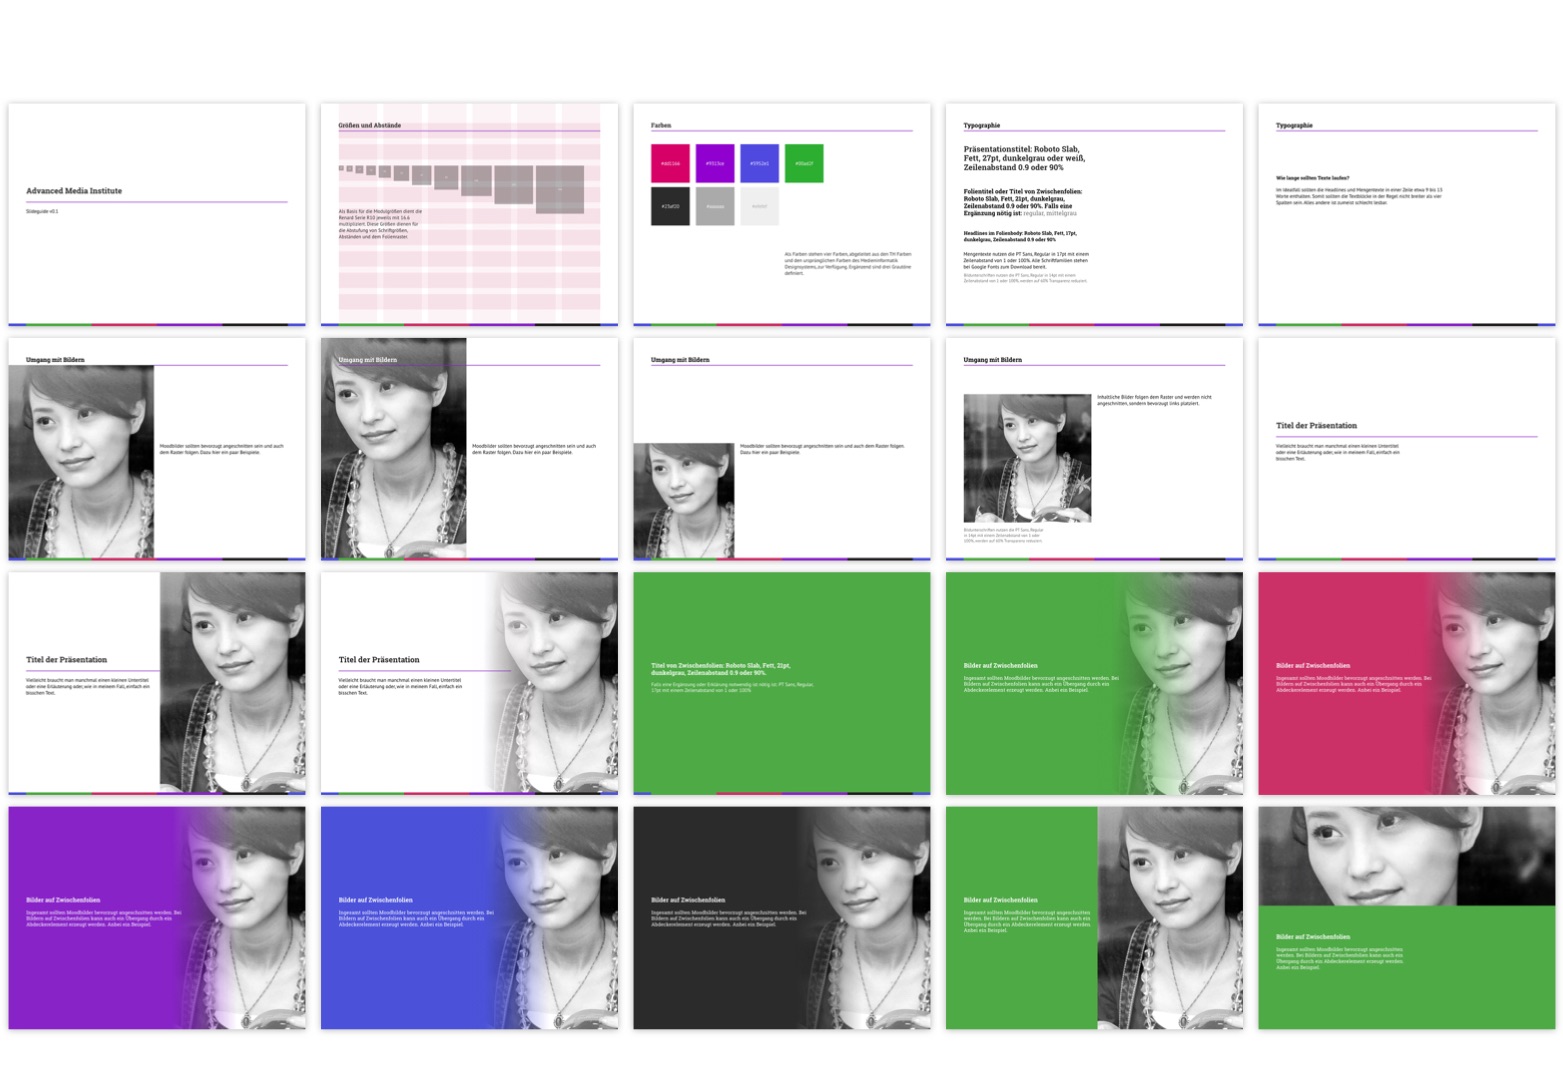 Advanced Media Institute
Slideguide v0.1
Größen und Abstände
Als Basis für die Modulgrößen dient die
Renard Serie R10 jeweils mit 16.6
multipliziert. Diese Größen dienen für
die Abstufung von Schriftgrößen,
Abständen und dem Folienraster.
Farben
Als Farben stehen vier Farben, abgeleitet aus den TH Farben
und den ursprünglichen Farben des Medieninformatik
Designsystems, zur Verfügung. Ergänzend sind drei Grautöne
definiert.
Typographie
Präsentationstitel: Roboto Slab,
Fett, 27pt, dunkelgrau oder weiß,
Zeilenabstand 0.9 oder 90%
Folientitel oder Titel von Zwischenfolien:
Roboto Slab, Fett, 21pt, dunkelgrau,
Zeilenabstand 0.9 oder 90%. Falls eine
Ergänzung nötig ist: regular, mittelgrau
Headlines im Folienbody: Roboto Slab, Fett, 17pt,
dunkelgrau, Zeilenabstand 0.9 oder 90%
Mengentexte nutzen die PT Sans, Regular in 17pt mit einem
Zeilenabstand von 1 oder 100%. Alle Schriftfamilien stehen
bei Google Fonts zum Download bereit.
Bildunterschriften nutzen die PT Sans, Regular in 14pt mit einem
Zeilenabstand von 1 oder 100% werden auf 60% Transparenz reduziert.
Typographie
Wie lange sollten Texte laufen?
Im Idealfall sollten die Headlines und Mengentexte in einer Zeile etwa 9 bis 15
Worte enthalten. Somit sollten die Textblöcke in der Regel nicht breiter als vier
Spalten sein. Alles andere ist zumeist schlecht lesbar.
Umgang mit Bildern
Moodbilder sollten bevorzugt angeschnitten sein und auch
dem Raster folgen. Dazu hier ein paar Beispiele.
Umgang mit Bildern
Moodbilder sollten bevorzugt angeschnitten sein und auch
dem Raster folgen. Dazu hier ein paar Beispiele.
Umgang mit Bildern
Moodbilder sollten bevorzugt angeschnitten sein und auch dem Raster folgen.
Dazu hier ein paar Beispiele.
Umgang mit Bildern
Inhaltliche Bilder folgen dem Raster und werden nicht
angeschnitten, sondern bevorzugt links platziert.
Bildunterschriften nutzen die PT Sans, Regular
in 14pt mit einem Zeilenabstand von 1 oder
100% werden auf 60% Transparenz reduziert.
Titel der Präsentation
Vielleicht braucht man manchmal einen kleinen Untertitel
oder eine Erläuterung oder, wie in meinem Fall, einfach ein
bisschen Text.
Titel der Präsentation
Vielleicht braucht man manchmal einen kleinen Untertitel
oder eine Erläuterung oder, wie in meinem Fall, einfach ein
bisschen Text.
Titel der Präsentation
Vielleicht braucht man manchmal einen kleinen Untertitel
oder eine Erläuterung oder, wie in meinem Fall, einfach ein
bisschen Text.
Titel von Zwischenfolien: Roboto Slab, Fett, 21pt,
dunkelgrau, Zeilenabstand 0.9 oder 90%.
Falls eine Ergänzung oder Erklärung notwendig ist nötig ist: PT Sans, Regular,
17pt mit einem Zeilenabstand von 1 oder 100%
Bilder auf Zwischenfolien
Insgesamt sollten Moodbilder bevorzugt angeschnitten werden. Bei
Bildern auf Zwischenfolien kann auch ein Übergang durch ein
Abdeckerelement erzeugt werden. Anbei ein Beispiel.
Bilder auf Zwischenfolien
Insgesamt sollten Moodbilder bevorzugt angeschnitten werden. Bei
Bildern auf Zwischenfolien kann auch ein Übergang durch ein
Abdeckerelement erzeugt werden. Anbei ein Beispiel.
Bilder auf Zwischenfolien
Insgesamt sollten Moodbilder bevorzugt angeschnitten werden. Bei
Bildern auf Zwischenfolien kann auch ein Übergang durch ein
Abdeckerelement erzeugt werden. Anbei ein Beispiel.
Bilder auf Zwischenfolien
Insgesamt sollten Moodbilder bevorzugt angeschnitten werden. Bei
Bildern auf Zwischenfolien kann auch ein Übergang durch ein
Abdeckerelement erzeugt werden. Anbei ein Beispiel.
Bilder auf Zwischenfolien
Insgesamt sollten Moodbilder bevorzugt angeschnitten werden. Bei
Bildern auf Zwischenfolien kann auch ein Übergang durch ein
Abdeckerelement erzeugt werden. Anbei ein Beispiel.
Bilder auf Zwischenfolien
Insgesamt sollten Moodbilder bevorzugt angeschnitten
werden. Bei Bildern auf Zwischenfolien kann auch ein
Übergang durch ein Abdeckerelement erzeugt werden.
Anbei ein Beispiel.
Bilder auf Zwischenfolien
Insgesamt sollten Moodbilder bevorzugt angeschnitten
werden. Bei Bildern auf Zwischenfolien kann auch ein
Übergang durch ein Abdeckerelement erzeugt werden.
Anbei ein Beispiel.